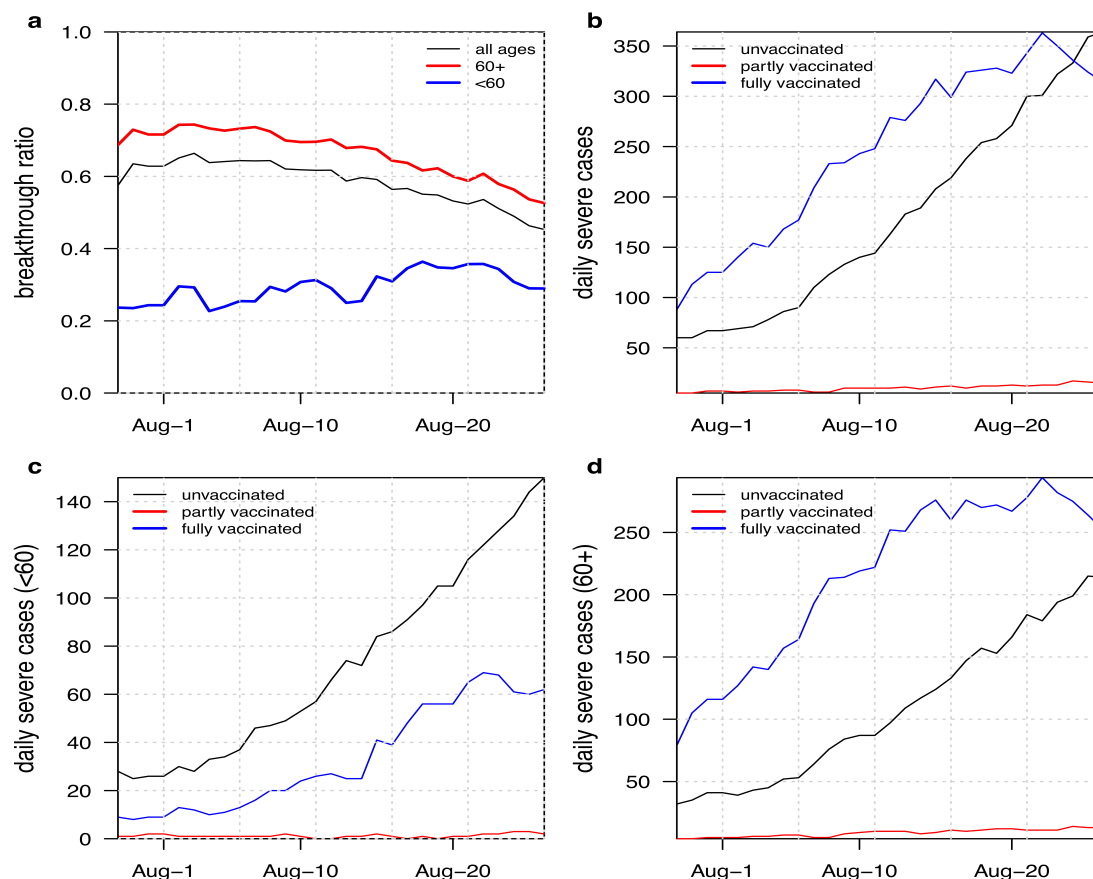 a
all ages
60+
<60
breakthrough ratio
1.0
0.8
0.6
0.4
0.2
0.0
Aug−1
Aug−10
Aug−20
b
unvaccinated
partly vaccinated
fully vaccinated
daily severe cases
350
300
250
200
150
100
50
Aug−1
Aug−10
Aug−20
c
unvaccinated
partly vaccinated
fully vaccinated
daily severe cases (<60)
140
120
100
80
60
40
20
0
Aug−1
Aug−10
Aug−20
d
unvaccinated
partly vaccinated
fully vaccinated
daily severe cases (60+)
250
200
150
100
50
Aug−1
Aug−10
Aug−20